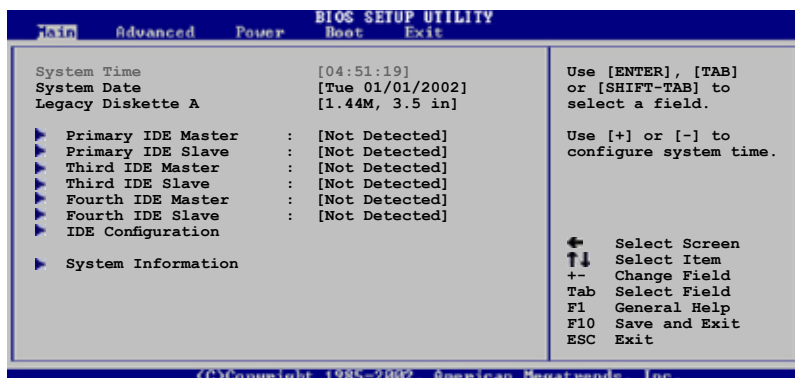 BIOS SETUP UTILITY
Main Advanced Power Boot Exit
System Time [04:51:19]
System Date [Tue 01/01/2002]
Legacy Diskette A [1.44M, 3.5 in]
Primary IDE Master : [Not Detected]
Primary IDE Slave : [Not Detected]
Third IDE Master : [Not Detected]
Third IDE Slave : [Not Detected]
Fourth IDE Master : [Not Detected]
Fourth IDE Slave : [Not Detected]
IDE Configuration
System Information
Use [ENTER], [TAB]
or [SHIFT-TAB] to
select a field.
Use [+] or [-] to
configure system time.
Select Screen
Select Item
+- Change Field
Tab Select Field
F1 General Help
F10 Save and Exit
ESC Exit
(C)Copyright 1985-2002 American Megatrends Inc